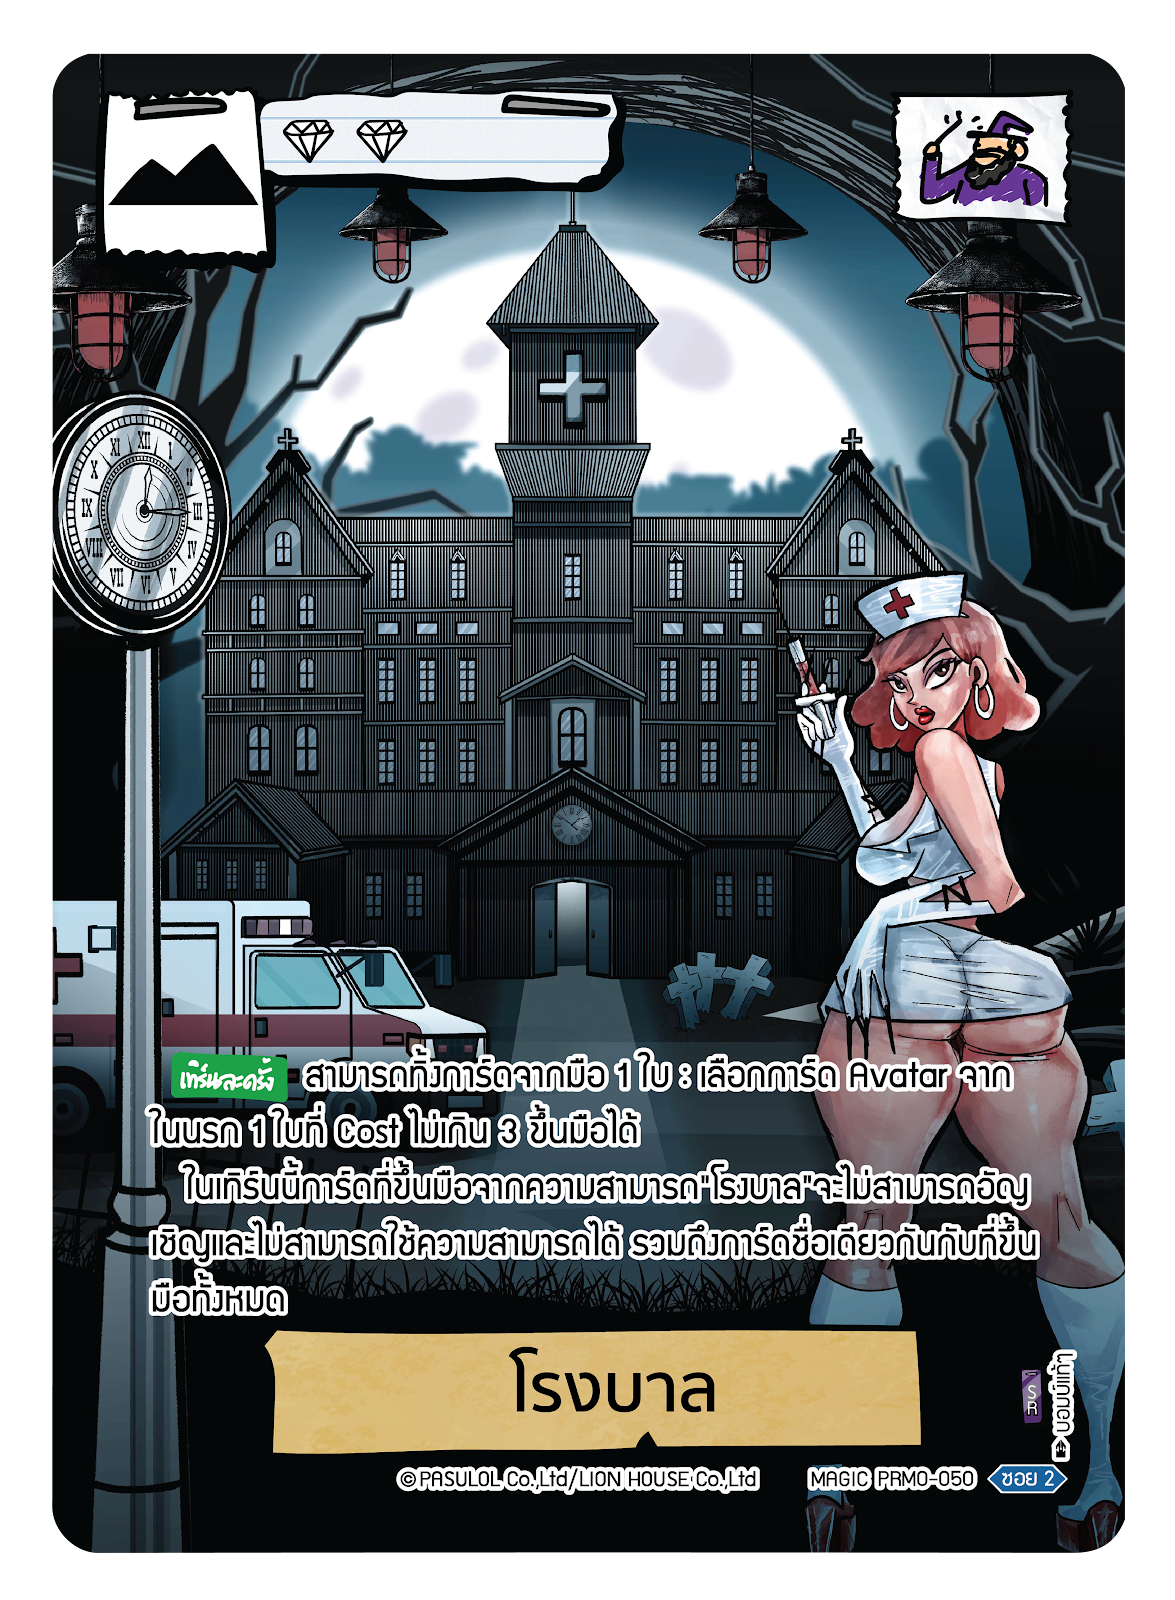 XII I II III IV V VI VII VIII IX X XI
เทิร์นละครั้ง สามารถทิ้งการ์ดจากมือ 1 ใบ : เลือกการ์ด Avatar จาก
ในนรก 1 ใบที่ Cost ไม่เกิน 3 ขึ้นมือได้
ในเทิร์นนี้การ์ดที่ขึ้นมือจากความสามารถ"โรงบาล"จะไม่สามารถอัญ
เชิญและไม่สามารถใช้ความสามารถได้ รวมถึงการ์ดชื่อเดียวกันกับที่ขึ้น
มือทั้งหมด
โรงบาล
SR
© PASULOL Co.,Ltd/LION HOUSE Co.,Ltd
MAGIC PRMO-050
ซอย 2